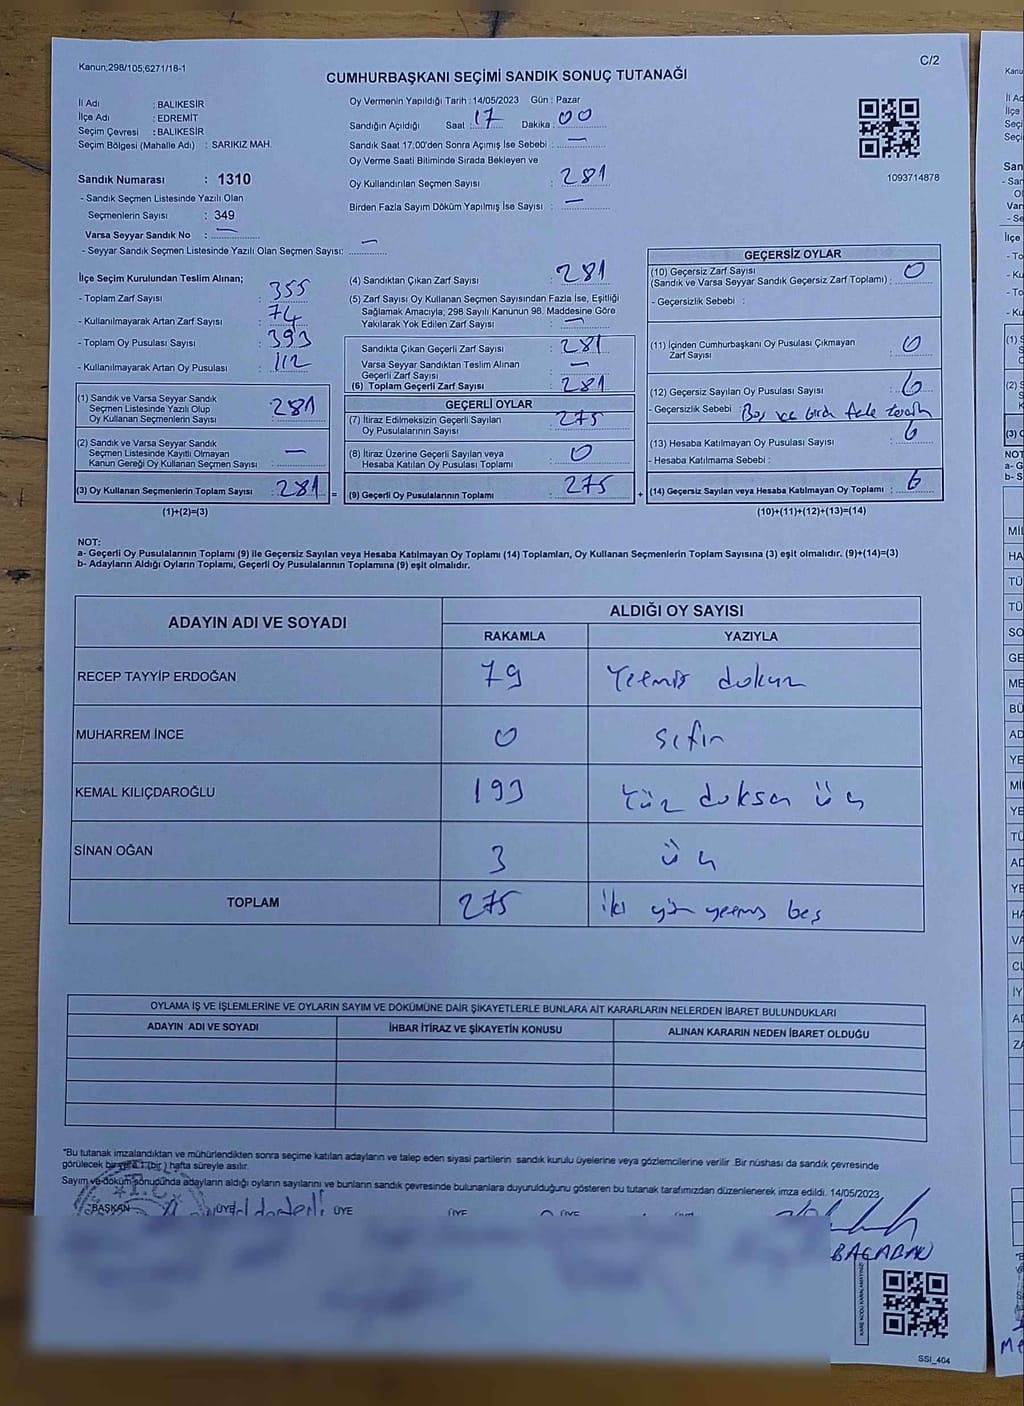 Kanun;298/105;6271/18-1
C/2
CUMHURBAŞKANI SEÇİMİ SANDIK SONUÇ TUTANAĞI
İl Adı : BALIKESİR
İlçe Adı : EDREMİT
Seçim Çevresi : BALIKESİR
Seçim Bölgesi (Mahalle Adı) : SARIKIZ MAH.
Sandık Numarası : 1310
- Sandık Seçmen Listesinde Yazılı Olan
Seçmenlerin Sayısı : 349
Varsa Seyyar Sandık No : —
- Seyyar Sandık Seçmen Listesinde Yazılı Olan Seçmen Sayısı: —
Oy Vermenin Yapıldığı Tarih : 14/05/2023 Gün : Pazar
Sandığın Açıldığı Saat : 17 Dakika : 00
Sandık Saat 17.00'den Sonra Açımış İse Sebebi : —
Oy Verme Saati Bitiminde Sırada Bekleyen ve
Oy Kullandırılan Seçmen Sayısı : 281
Birden Fazla Sayım Döküm Yapılmış İse Sayısı : —
1093714878
İlçe Seçim Kurulundan Teslim Alınan;
- Toplam Zarf Sayısı : 355
- Kullanılmayarak Artan Zarf Sayısı : 74
- Toplam Oy Pusulası Sayısı : 393
- Kullanılmayarak Artan Oy Pusulası : 112
(1) Sandık ve Varsa Seyyar Sandık
Seçmen Listesinde Yazılı Olup
Oy Kullanan Seçmenlerin Sayısı : 281
(2) Sandık ve Varsa Seyyar Sandık
Seçmen Listesinde Kayıtlı Olmayan
Kanun Gereği Oy Kullanan Seçmen Sayısı : —
(3) Oy Kullanan Seçmenlerin Toplam Sayısı : 281 =
(1)+(2)=(3)
(4) Sandıktan Çıkan Zarf Sayısı : 281
(5) Zarf Sayısı Oy Kullanan Seçmen Sayısından Fazla İse, Eşitliği
Sağlamak Amacıyla; 298 Sayılı Kanunun 98. Maddesine Göre
Yakılarak Yok Edilen Zarf Sayısı : —
Sandıkta Çıkan Geçerli Zarf Sayısı : 281
Varsa Seyyar Sandıktan Teslim Alınan
Geçerli Zarf Sayısı : —
(6) Toplam Geçerli Zarf Sayısı : 281
GEÇERLİ OYLAR
(7) İtiraz Edilmeksizin Geçerli Sayılan
Oy Pusulalarının Sayısı : 275
(8) İtiraz Üzerine Geçerli Sayılan veya
Hesaba Katılan Oy Pusulası Toplamı : 0
(9) Geçerli Oy Pusulalarının Toplamı : 275 +
GEÇERSİZ OYLAR
(10) Geçersiz Zarf Sayısı
(Sandık ve Varsa Seyyar Sandık Geçersiz Zarf Toplamı) : 0
- Geçersizlik Sebebi :
(11) İçinden Cumhurbaşkanı Oy Pusulası Çıkmayan
Zarf Sayısı : 0
(12) Geçersiz Sayılan Oy Pusulası Sayısı : 6
- Geçersizlik Sebebi : Boş ve birden fazla tercih
(13) Hesaba Katılmayan Oy Pusulası Sayısı : 6
- Hesaba Katılmama Sebebi :
(14) Geçersiz Sayılan veya Hesaba Katılmayan Oy Toplamı : 6
(10)+(11)+(12)+(13)=(14)
NOT:
a- Geçerli Oy Pusulalarının Toplamı (9) ile Geçersiz Sayılan veya Hesaba Katılmayan Oy Toplamı (14) Toplamları, Oy Kullanan Seçmenlerin Toplam Sayısına (3) eşit olmalıdır. (9)+(14)=(3)
b- Adayların Aldığı Oyların Toplamı, Geçerli Oy Pusulalarının Toplamına (9) eşit olmalıdır.
ADAYIN ADI VE SOYADI
ALDIĞI OY SAYISI
RAKAMLA YAZIYLA
RECEP TAYYİP ERDOĞAN 79 Yetmiş dokuz
MUHARREM İNCE 0 sıfır
KEMAL KILIÇDAROĞLU 193 Yüz doksan üç
SİNAN OĞAN 3 üç
TOPLAM 275 iki yüz yetmiş beş
OYLAMA İŞ VE İŞLEMLERİNE VE OYLARIN SAYIM VE DÖKÜMÜNE DAİR ŞİKAYETLERLE BUNLARA AİT KARARLARIN NELERDEN İBARET BULUNDUKLARI
ADAYIN ADI VE SOYADI İHBAR İTİRAZ VE ŞİKAYETİN KONUSU ALINAN KARARIN NEDEN İBARET OLDUĞU
"Bu tutanak imzalandıktan ve mühürlendikten sonra seçime katılan adayların ve talep eden siyasi partilerin sandık kurulu üyelerine veya gözlemcilerine verilir .Bir nüshası da sandık çevresinde
görülecek bir yere 1 (bir ) hafta süreyle asılır.
Sayım ve döküm sonucunda adayların aldığı oyların sayılarını ve bunların sandık çevresinde bulunanlara duyurulduğunu gösteren bu tutanak tarafımızdan düzenlenerek imza edildi. 14/05/2023
T.C.
BAŞKAN ÜYE ÜYE ÜYE ÜYE
KARE KODU KARALAMAYINIZ!
SSI_404